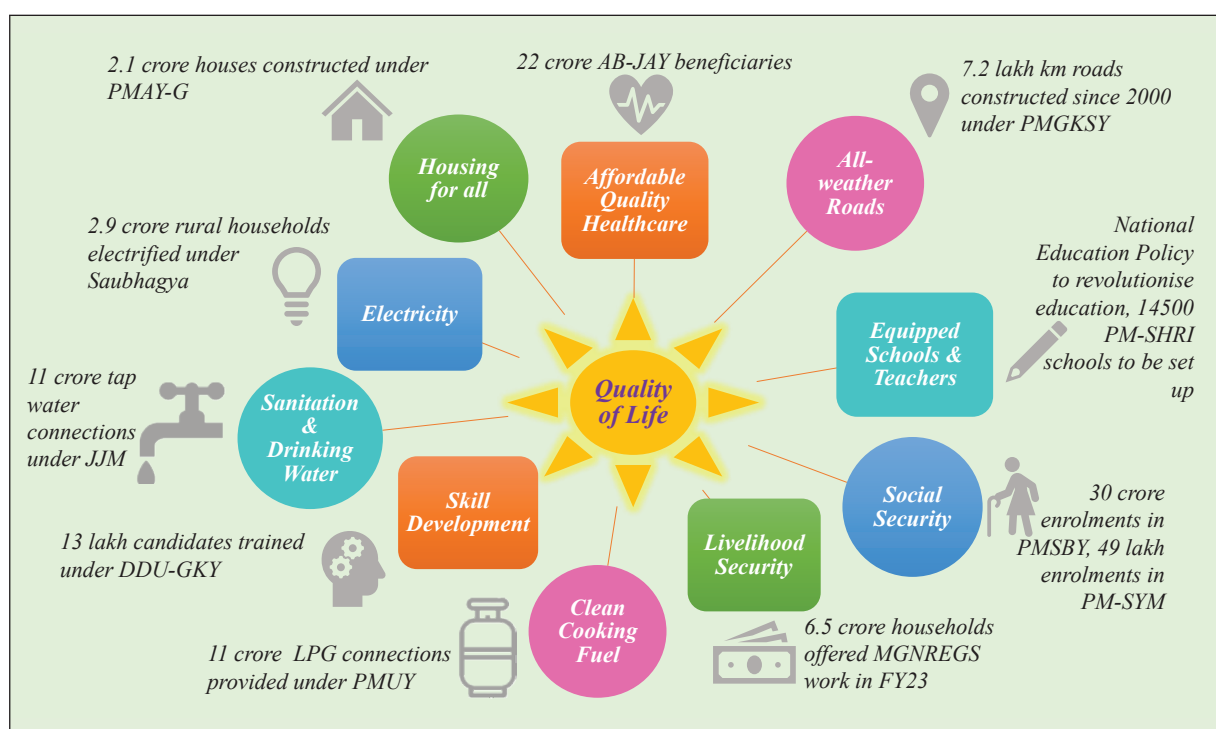 2.1 crore houses constructed under
PMAY-G
22 crore AB-JAY beneficiaries
7.2 lakh km roads
constructed since 2000
under PMGKSY
Housing
for all
Affordable
Quality
Healthcare
All-
weather
Roads
2.9 crore rural households
electrified under
Saubhagya
Electricity
National
Education Policy
to revolutionise
education, 14500
PM-SHRI
schools to be set
up
Equipped
Schools &
Teachers
Quality
of Life
11 crore tap
water
connections
under JJM
Sanitation
&
Drinking
Water
Skill
Development
Social
Security
30 crore
enrolments in
PMSBY, 49 lakh
enrolments in
PM-SYM
13 lakh candidates trained
under DDU-GKY
Livelihood
Security
Clean
Cooking
Fuel
11 crore LPG connections
provided under PMUY
6.5 crore households
offered MGNREGS
work in FY23